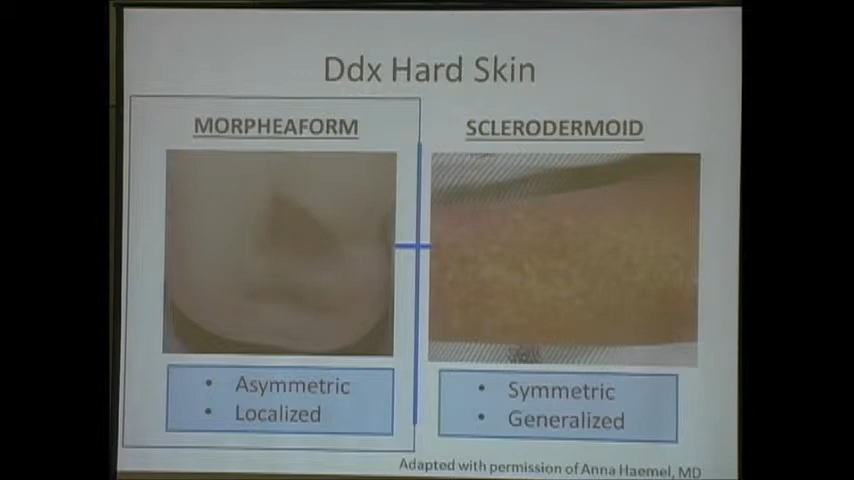 Ddx Hard Skin
MORPHEAFORM
SCLERODERMOID
• Asymmetric
• Localized
• Symmetric
• Generalized
Adapted with permission of Anna Haemel, MD